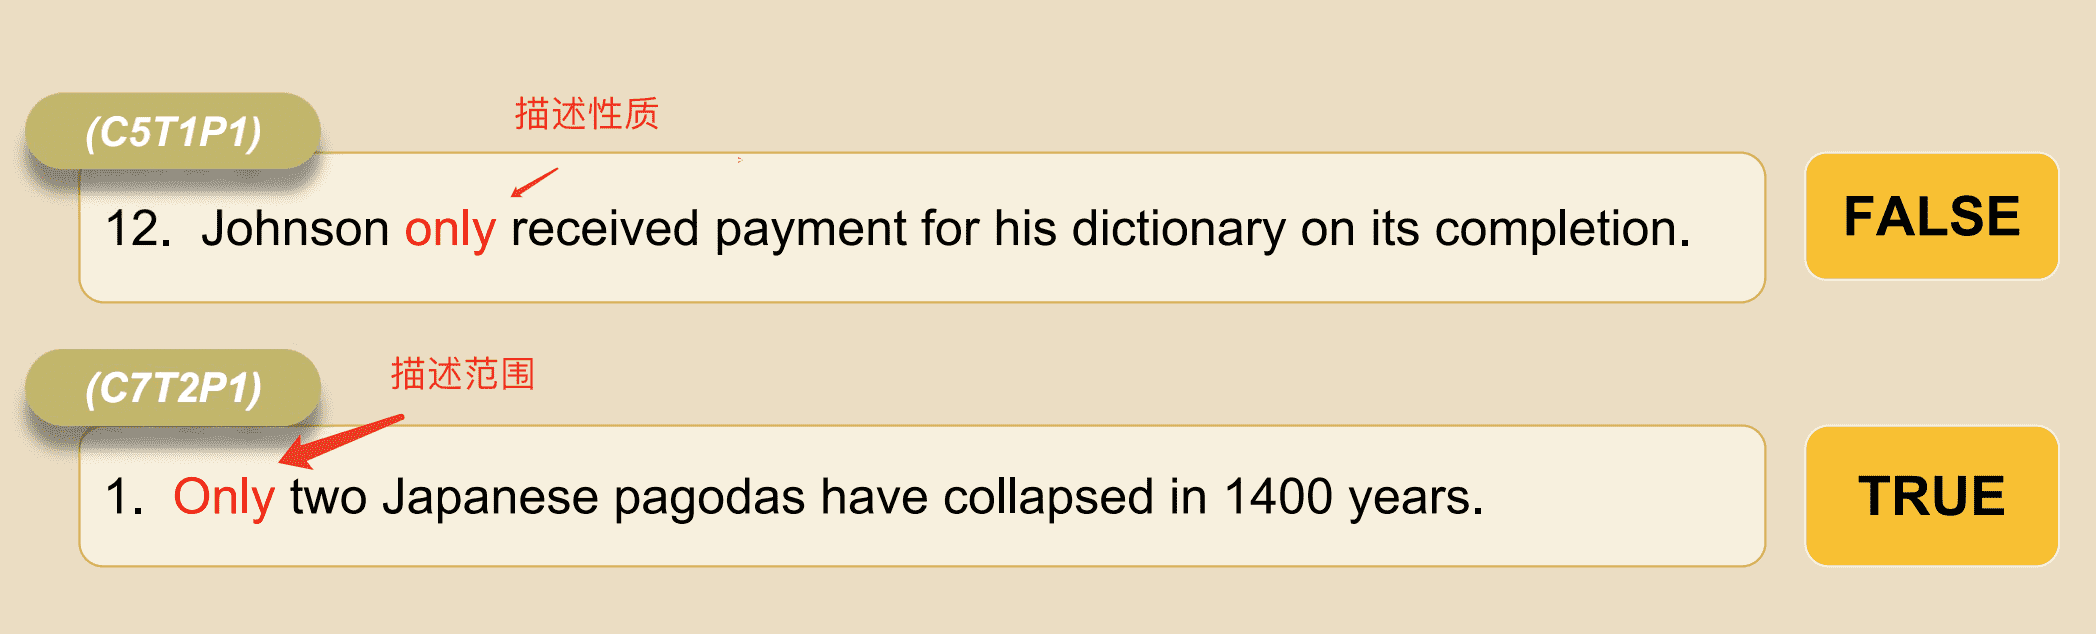 描述性质
(C5T1P1)
12. Johnson only received payment for his dictionary on its completion.
FALSE
描述范围
(C7T2P1)
1. Only two Japanese pagodas have collapsed in 1400 years.
TRUE